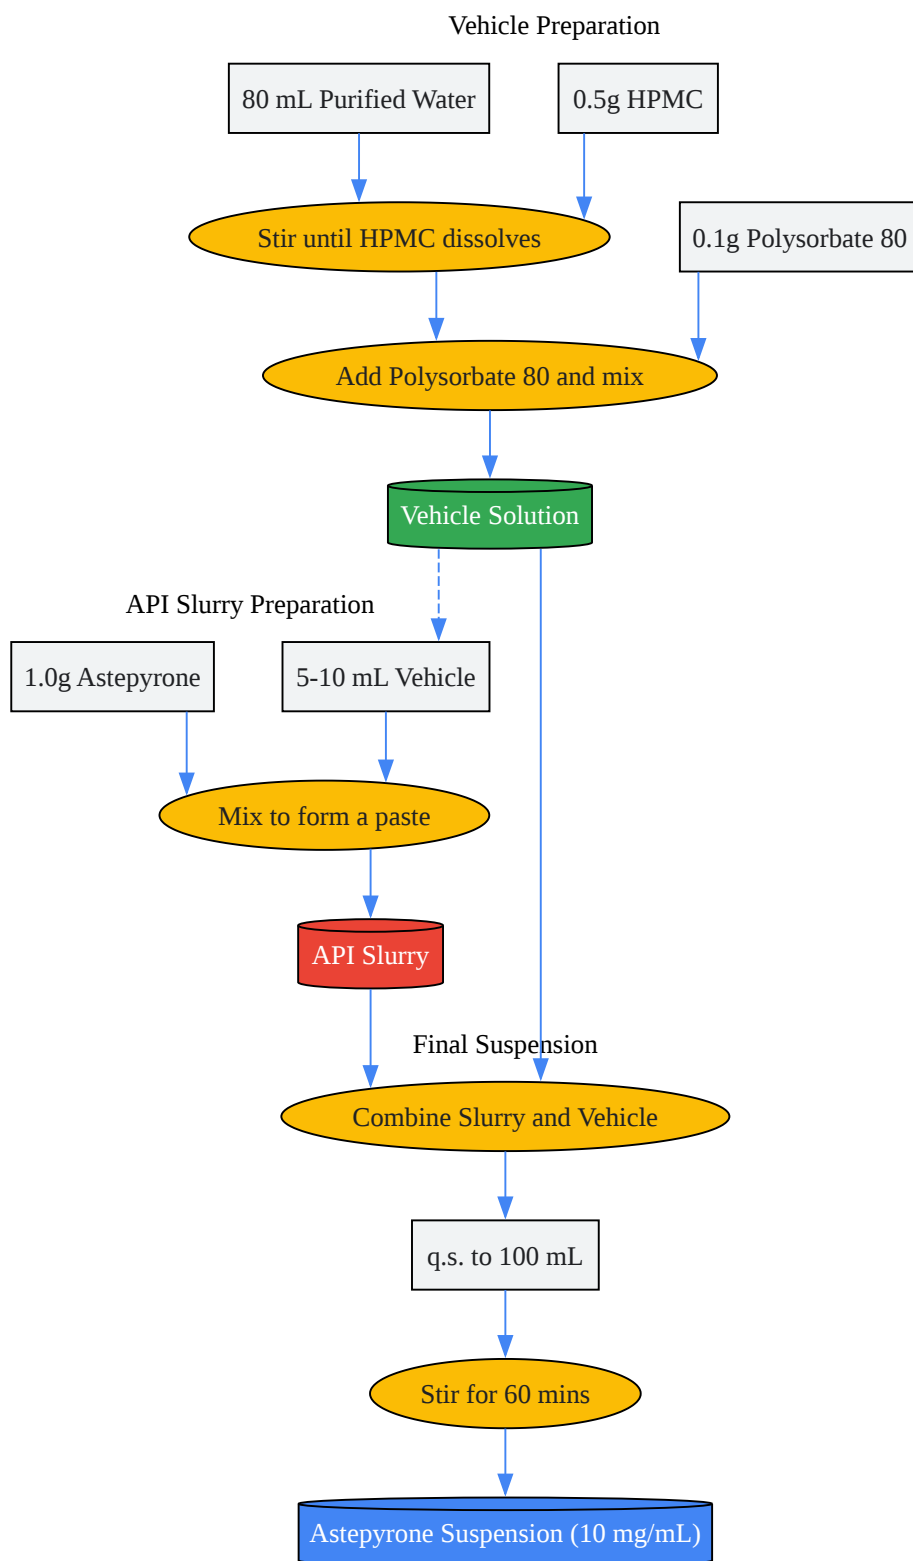 Vehicle Preparation
80 mL Purified Water
0.5g HPMC
Stir until HPMC dissolves
0.1g Polysorbate 80
Add Polysorbate 80 and mix
Vehicle Solution
API Slurry Preparation
1.0g Astepyrone
5-10 mL Vehicle
Mix to form a paste
API Slurry
Final Suspension
Combine Slurry and Vehicle
q.s. to 100 mL
Stir for 60 mins
Astepyrone Suspension (10 mg/mL)